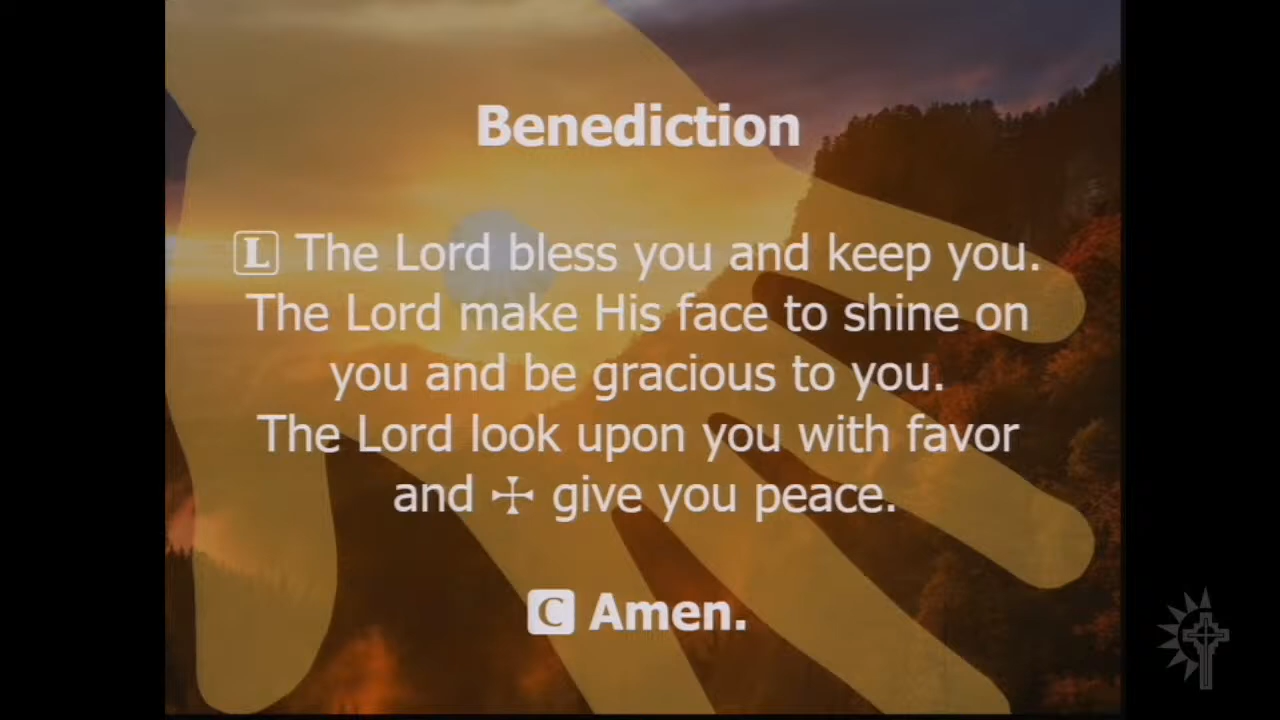 Benediction
L The Lord bless you and keep you.
The Lord make His face to shine on
you and be gracious to you.
The Lord look upon you with favor
and ☩ give you peace.
C Amen.